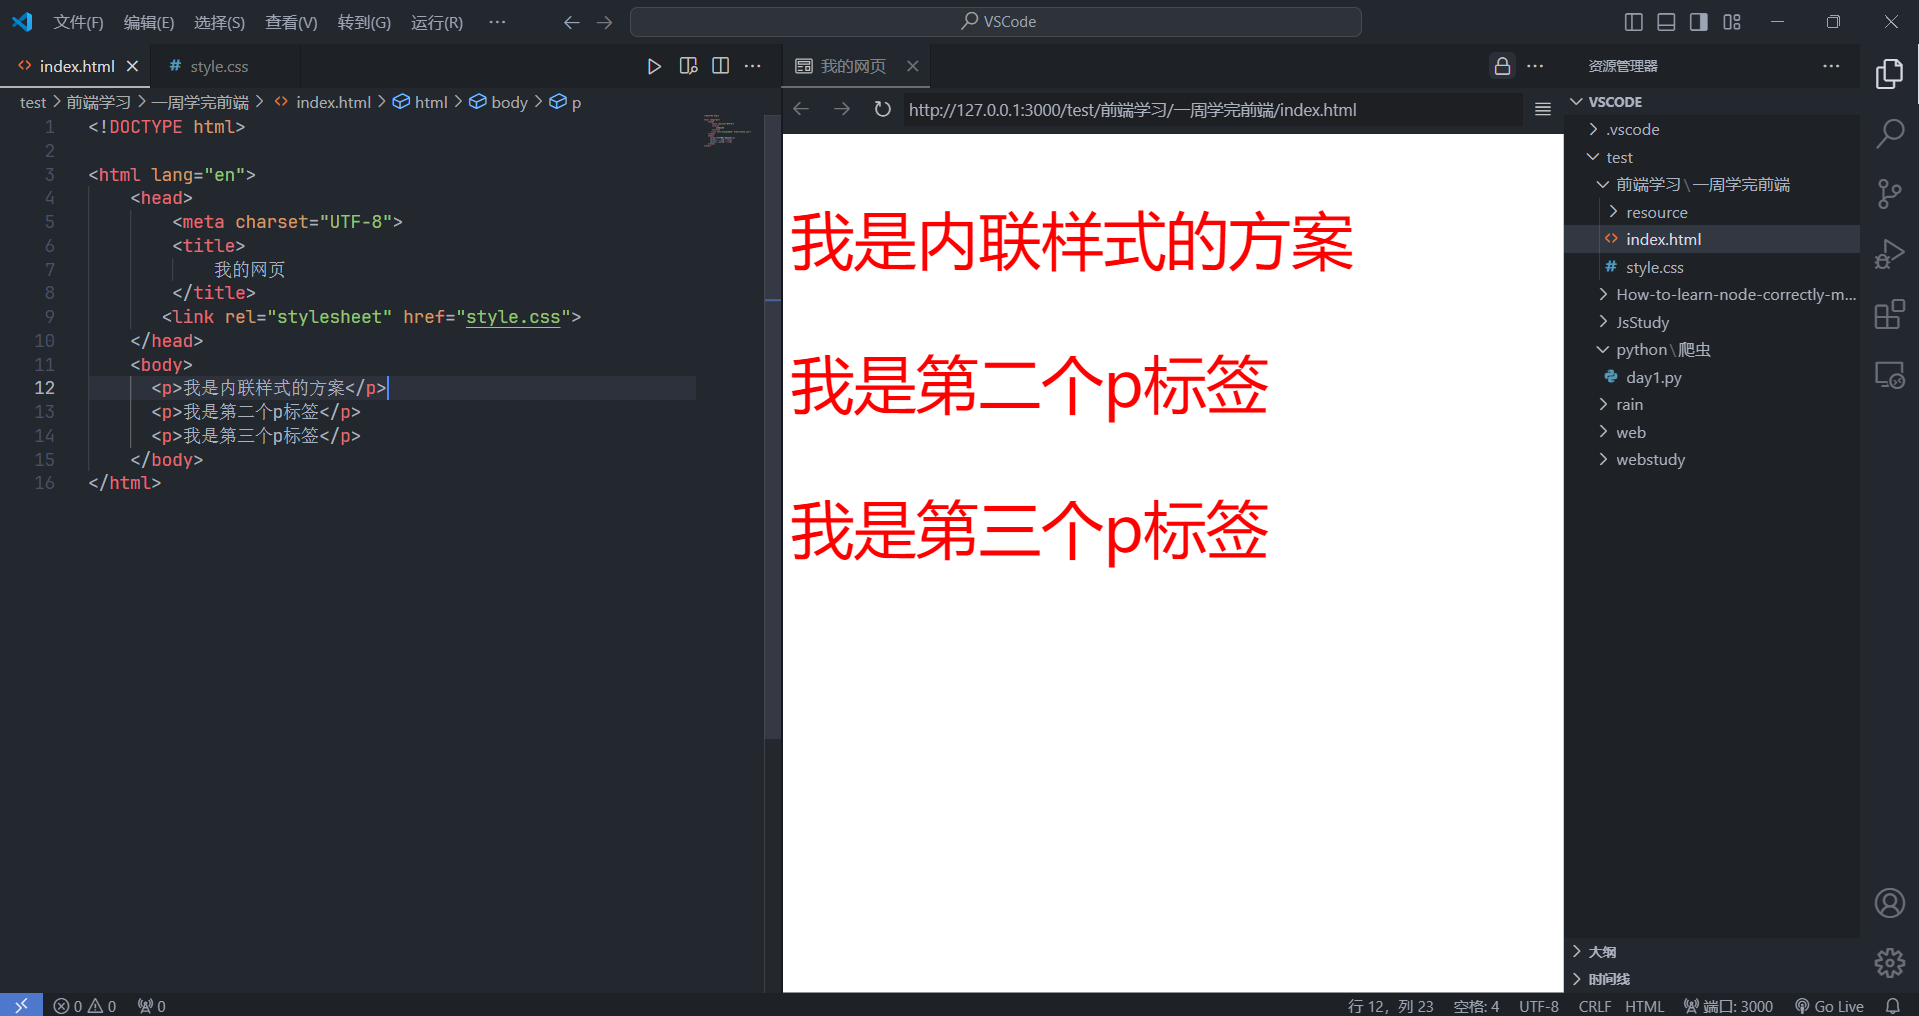 文件(F) 编辑(E) 选择(S) 查看(V) 转到(G) 运行(R) ··· VSCode
index.html style.css
test 前端学习 一周学完前端 index.html html body p
1 <!DOCTYPE html>
2
3 <html lang="en">
4 <head>
5 <meta charset="UTF-8">
6 <title>
7 我的网页
8 </title>
9 <link rel="stylesheet" href="style.css">
10 </head>
11 <body>
12 <p>我是内联样式的方案</p>
13 <p>我是第二个p标签</p>
14 <p>我是第三个p标签</p>
15 </body>
16 </html>
我的网页
http://127.0.0.1:3000/test/前端学习/一周学完前端/index.html
我是内联样式的方案
我是第二个p标签
我是第三个p标签
资源管理器
VSCODE
.vscode
test
前端学习\一周学完前端
resource
index.html
style.css
How-to-learn-node-correctly-m...
JsStudy
python\爬虫
day1.py
rain
web
webstudy
大纲
时间线
0 0 0 行 12，列 23 空格: 4 UTF-8 CRLF HTML 端口: 3000 Go Live